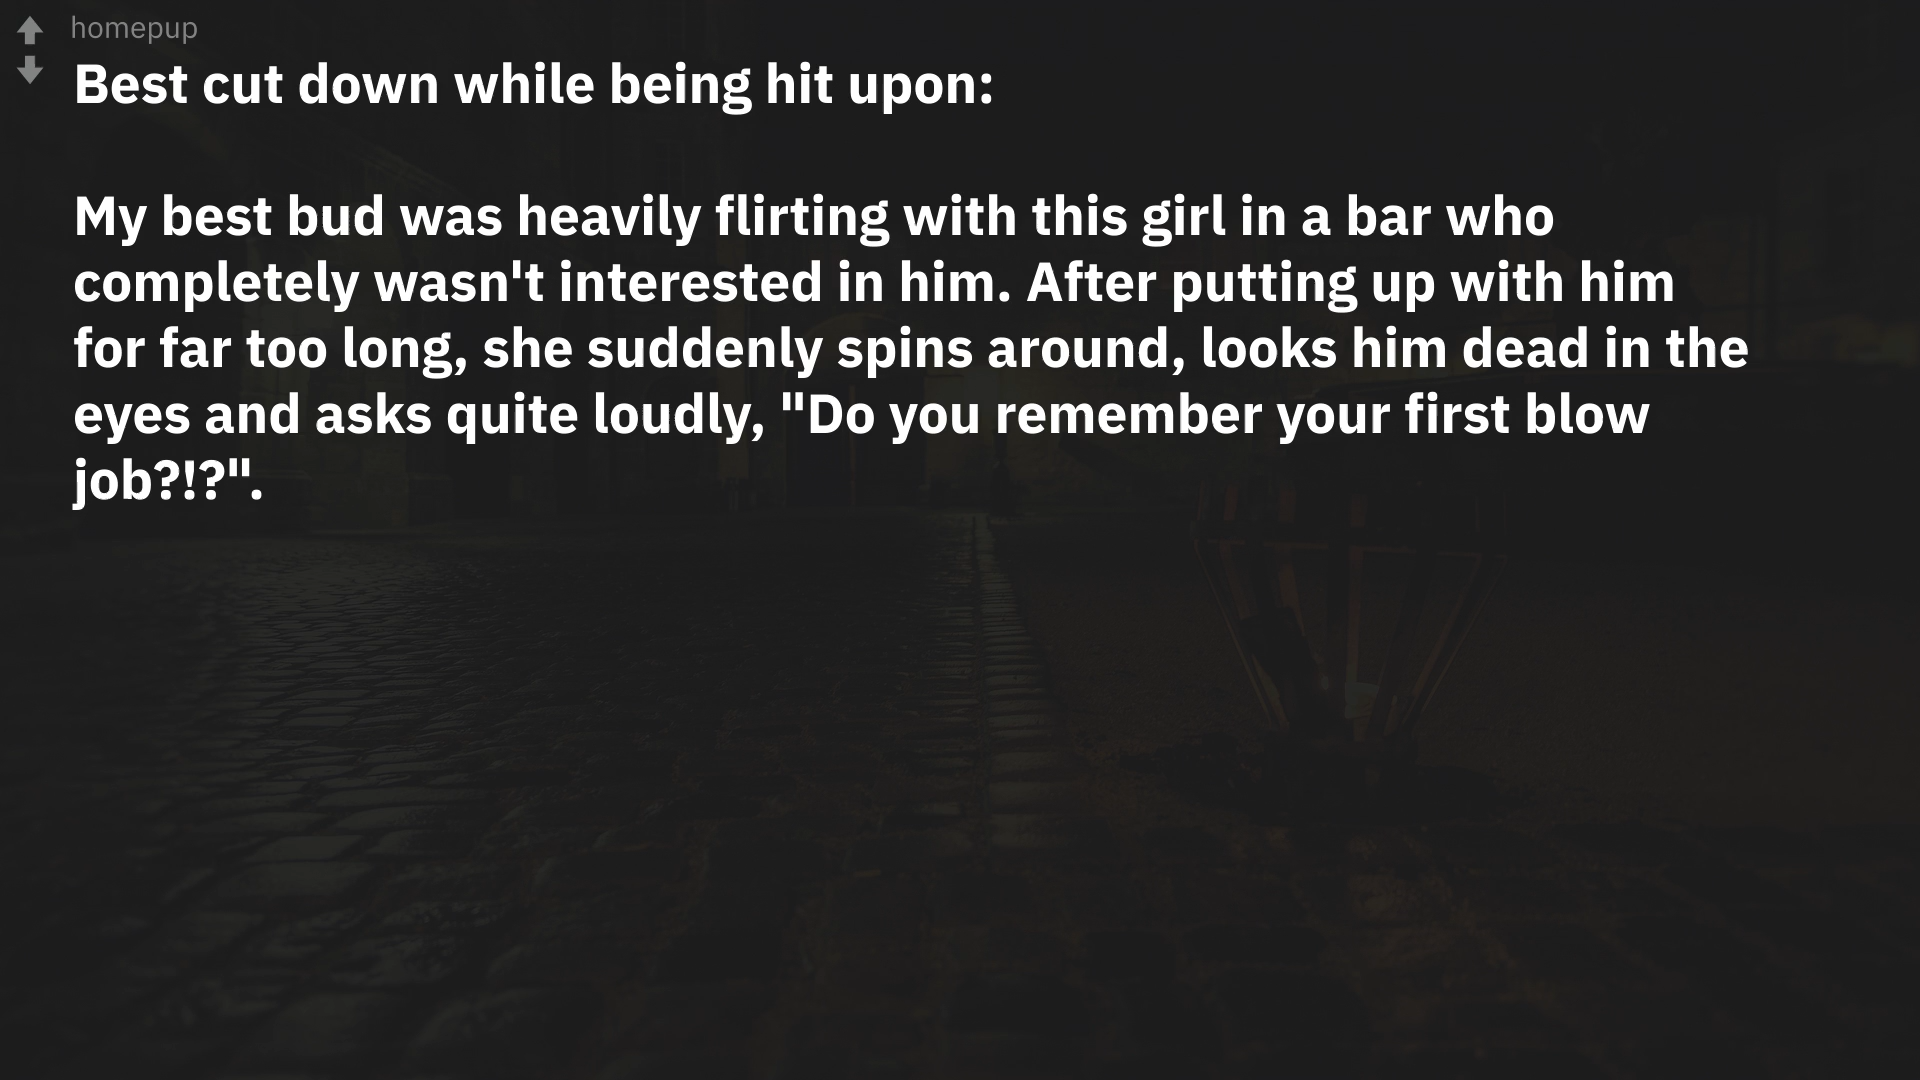 homepup
Best cut down while being hit upon:
My best bud was heavily flirting with this girl in a bar who
completely wasn't interested in him. After putting up with him
for far too long, she suddenly spins around, looks him dead in the
eyes and asks quite loudly, "Do you remember your first blow
job?!?".